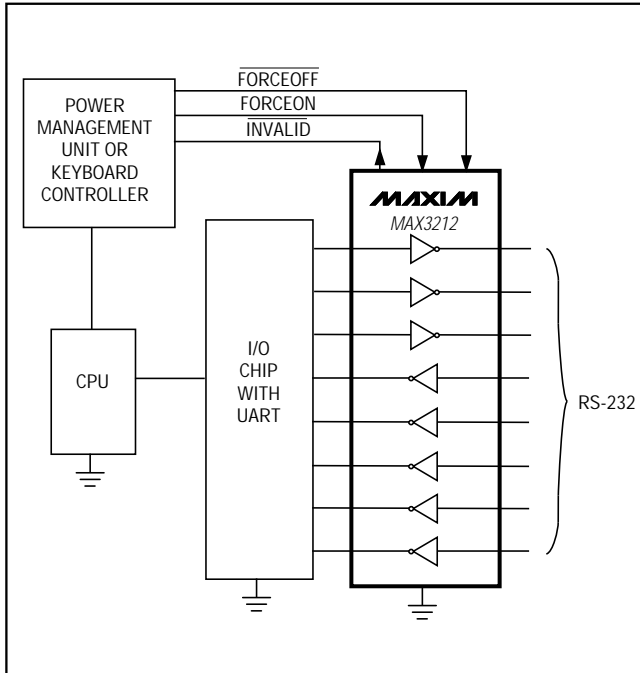 FORCEOFF
FORCEON
INVALID
POWER
MANAGEMENT
UNIT OR
KEYBOARD
CONTROLLER
MAXIM
MAX3212
CPU
I/O
CHIP
WITH
UART
RS-232